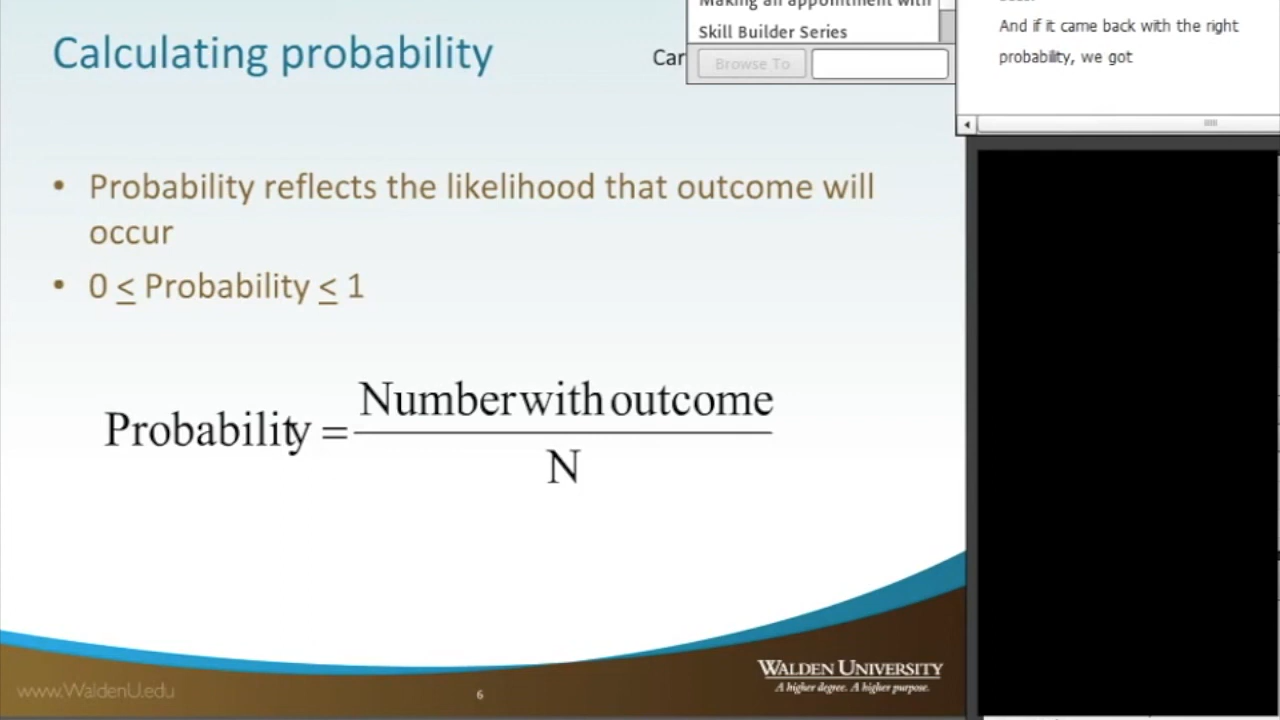 Calculating probability
Car
Making an appointment with
Skill Builder Series
Browse To
And if it came back with the right
probability, we got
• Probability reflects the likelihood that outcome will
occur
• 0 ≤ Probability ≤ 1
Probability = Number with outcome
N
www.WaldenU.edu
6
WALDEN UNIVERSITY
A higher degree. A higher purpose.